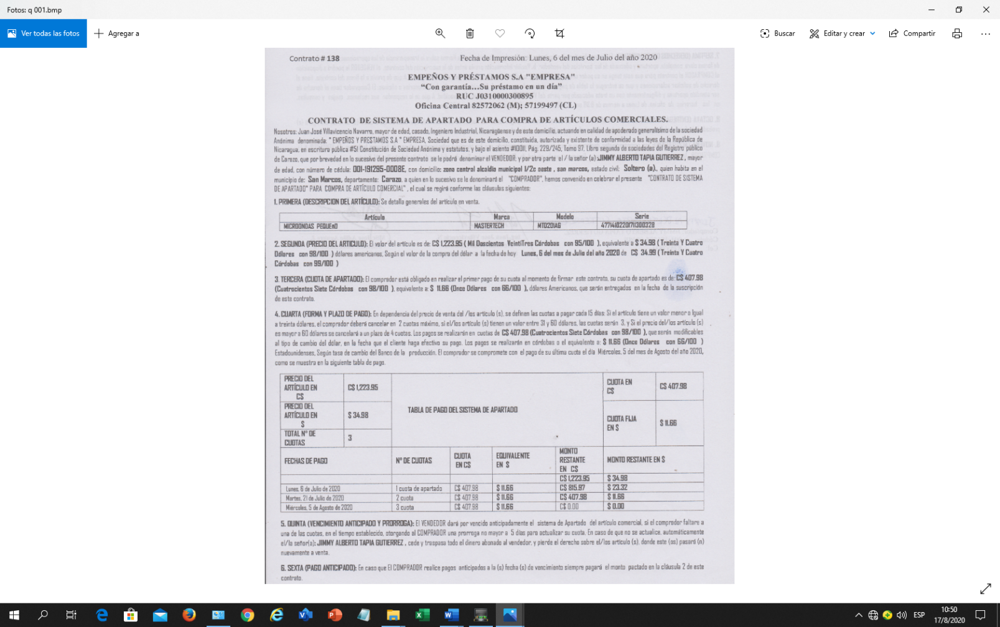 Fotos: q 001.bmp
Ver todas las fotos
Agregar a
Buscar
Editar y crear
Compartir
Contrato # 138
Fecha de Impresión: Lunes, 6 del mes de Julio del año 2020
EMPEÑOS Y PRÉSTAMOS S.A "EMPRESA"
“Con garantía...Su préstamo en un día”
RUC J0310000300895
Oficina Central 82572062 (M); 57199497 (CL)
CONTRATO DE SISTEMA DE APARTADO PARA COMPRA DE ARTÍCULOS COMERCIALES.
Nosotros: Juan José Villavicencio Navarro, mayor de edad, casado, Ingeniero Industrial, Nicaragüense y de este domicilio, actuando en calidad de apoderado generalísimo de la sociedad
Anónima denominada: " EMPEÑOS Y PRESTAMOS S.A " EMPRESA, Sociedad que es de este domicilio, constituida, autorizada y existente de conformidad a las leyes de la República de
Nicaragua, en escritura pública #51 Constitución de Sociedad Anónima y estatutos, y bajo el asiento #10011, Pág. 229/245, Tomo 97, Libro segundo de sociedades del Registro público
de Carazo, que por brevedad en lo sucesivo del presente contrato se le podrá denominar el VENDEDOR; y por otra parte el / la señor (a) :JIMMY ALBERTO TAPIA GUTIERREZ , mayor
de edad, con número de cédula: 001-191295-0008E, con domicilio: zona central alcaldia municipal 1/2c oeste , san marcos, estado civil: Soltero (a)., quien habita en el
municipio de: San Marcos, departamento: Carazo, a quien en lo sucesivo se le denominará el "COMPRADOR", hemos convenido en celebrar el presente "CONTRATO DE SISTEMA
DE APARTADO" PARA COMPRA DE ARTÍCULO COMERCIAL" , el cual se regirá conforme las cláusulas siguientes:
1. PRIMERA (DESCRIPCION DEL ARTÍCULO): Se detalla generales del artículo en venta.
Artículo Marca Modelo Serie
MICROONDAS PEQUEñO MASTERTECH MTD201AG 47714102201711300328
2. SEGUNDA (PRECIO DEL ARTICULO): El valor del artículo es de: C$ 1,223.95 ( Mil Doscientos VeintiTres Córdobas con 95/100 ), equivalente a $ 34.98 ( Treinta Y Cuatro
Dólares con 98/100 ) dólares americanos, Según el valor de la compra del dólar a la fecha de hoy Lunes, 6 del mes de Julio del año 2020 de C$ 34.99 ( Treinta Y Cuatro
Córdobas con 99/100 )
3. TERCERA (CUOTA DE APARTADO): El comprador está obligado en realizar el primer pago de su cuota al momento de firmar este contrato, su cuota de apartado es de: C$ 407.98
(Cuatrocientos Siete Córdobas con 98/100 ), equivalente a: $ 11.66 (Once Dólares con 66/100 ), dólares Americanos, que serán entregados en la fecha de la suscripción
de este contrato.
4. CUARTA (FORMA Y PLAZO DE PAGO): En dependencia del precio de venta del /los artículo (s), se definen las cuotas a pagar cada 15 días: Si el artículo tiene un valor menor o Igual
a treinta dólares, el comprador deberá cancelar en 2 cuotas máximo, si el/los artículo (s) tienen un valor entre 31 y 60 dólares, las cuotas serán 3, y Si el precio del/los artículo (s)
es mayor a 60 dólares se cancelará a un plazo de 4 cuotas. Los pagos se realizarán en cuotas de C$ 407.98 (Cuatrocientos Siete Córdobas con 98/100 ), que serán modificables
al tipo de cambio del dólar, en la fecha que el cliente haga efectivo su pago. Los pagos se realizarán en córdobas o el equivalente a: $ 11.66 (Once Dólares con 66/100 )
Estadounidenses, Según tasa de cambio del Banco de la producción. El comprador se compromete con el pago de su última cuota el día Miércoles, 5 del mes de Agosto del año 2020,
como se muestra en la siguiente tabla de pago.
PRECIO DEL ARTÍCULO EN C$ C$ 1,223.95
PRECIO DEL ARTÍCULO EN $ $ 34.98
TOTAL Nº DE CUOTAS 3
TABLA DE PAGO DEL SISTEMA DE APARTADO
CUOTA EN C$ C$ 407.98
CUOTA FIJA EN $ $ 11.66
FECHAS DE PAGO Nº DE CUOTAS CUOTA EN C$ EQUIVALENTE EN $ MONTO RESTANTE EN C$ MONTO RESTANTE EN $
C$ 1,223.95 $ 34.98
Lunes, 6 de Julio de 2020 1 cuota de apartado C$ 407.98 $ 11.66 C$ 815.97 $ 23.32
Martes, 21 de Julio de 2020 2 cuota C$ 407.98 $ 11.66 C$ 407.98 $ 11.66
Miércoles, 5 de Agosto de 2020 3 cuota C$ 407.98 $ 11.66 C$ 0.00 $ 0.00
5. QUINTA (VENCIMIENTO ANTICIPADO Y PRORROGA): El VENDEDOR dará por vencido anticipadamente el sistema de Apartado del artículo comercial, si el comprador faltare a
una de las cuotas, en el tiempo establecido, otorgando al COMPRADOR una prorroga no mayor a 5 días para actualizar su cuota. En caso de que no se actualice, automáticamente
el/la señor(a): JIMMY ALBERTO TAPIA GUTIERREZ , cede y traspasa todo el dinero abonado al vendedor, y pierde el derecho sobre el/los artículo (s), donde este (os) pasará (n)
nuevamente a venta.
6. SEXTA (PAGO ANTICIPADO): En caso que El COMPRADOR realice pagos anticipados a la (s) fecha (s) de vencimiento siempre pagará el monto pactado en la cláusula 2 de este
contrato.
ESP
10:50
17/8/2020